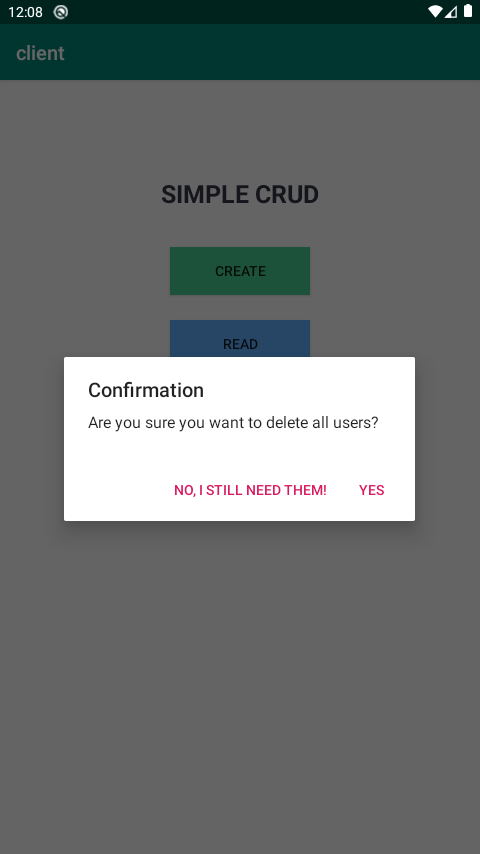 12:08
client
SIMPLE CRUD
CREATE
READ
Confirmation
Are you sure you want to delete all users?
NO, I STILL NEED THEM! YES